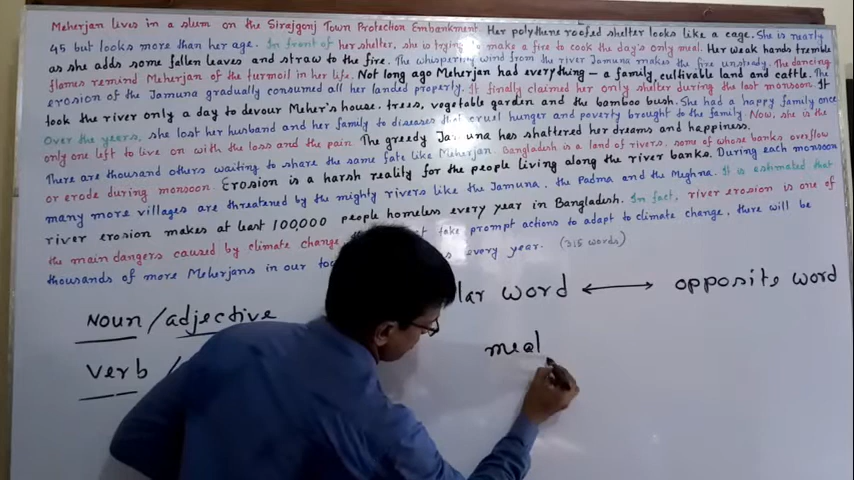 Meherjan lives in a slum on the Sirajgonj Town Protection Embankment. Her polythene roofed shelter looks like a cage. She is nearly
45 but looks more than her age. In front of her shelter, she is trying to make a fire to cook the day's only meal. Her weak hands tremble
as she adds some fallen leaves and straw to the fire. The whispering wind from the river Jamuna makes the fire unsteady. The dancing
flames remind Meherjan of the turmoil in her life. Not long ago Meherjan had everything – a family, cultivable land and cattle. The
erosion of the Jamuna gradually consumed all her landed property. It finally claimed her only shelter during the last monsoon. It
took the river only a day to devour Meher's house. trees, vegetable garden and the bamboo bush. She had a happy family once
Over the years, she lost her husband and her family to diseases that cruel hunger and poverty brought to the family. Now, she is the
only one left to live on with the loss and the pain. The greedy Jamuna has shattered her dreams and happiness.
There are thousand others waiting to share the same fate like Meherjan. Bangladesh is a land of rivers. some of whose banks overflow
or erode during monsoon. Erosion is a harsh reality for the people living along the river banks. During each monsoon
many more villages are threatened by the mighty rivers like the Jamuna, the Padma and the Meghna. It is estimated that
river erosion makes at least 100,000 people homeless every year in Bangladesh. In fact, river erosion is one of
the main dangers caused by climate change, take prompt actions to adapt to climate change, there will be
thousands of more Meherjans in our every year. (315 words)
word ↔ opposite word
Noun / adjective
meal
verb /